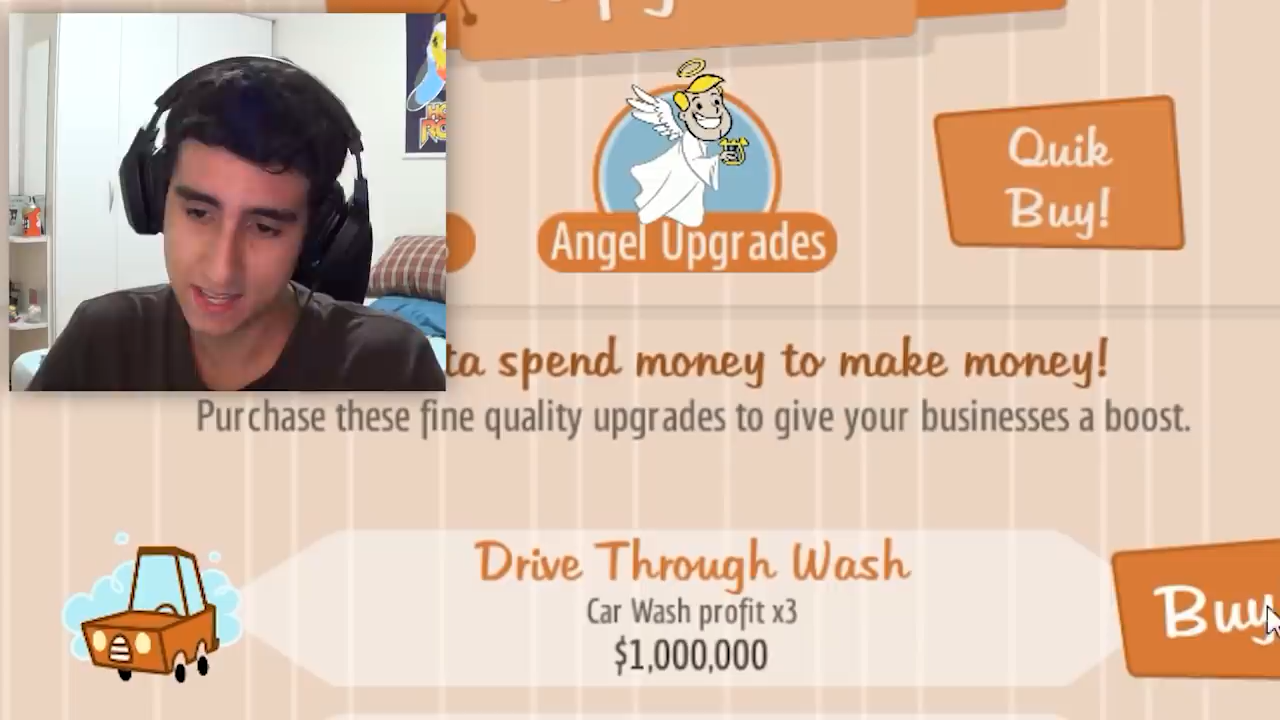 Angel Upgrades
Quik
Buy!
spend money to make money!
Purchase these fine quality upgrades to give your businesses a boost.
Drive Through Wash
Car Wash profit x3
$1,000,000
Buy